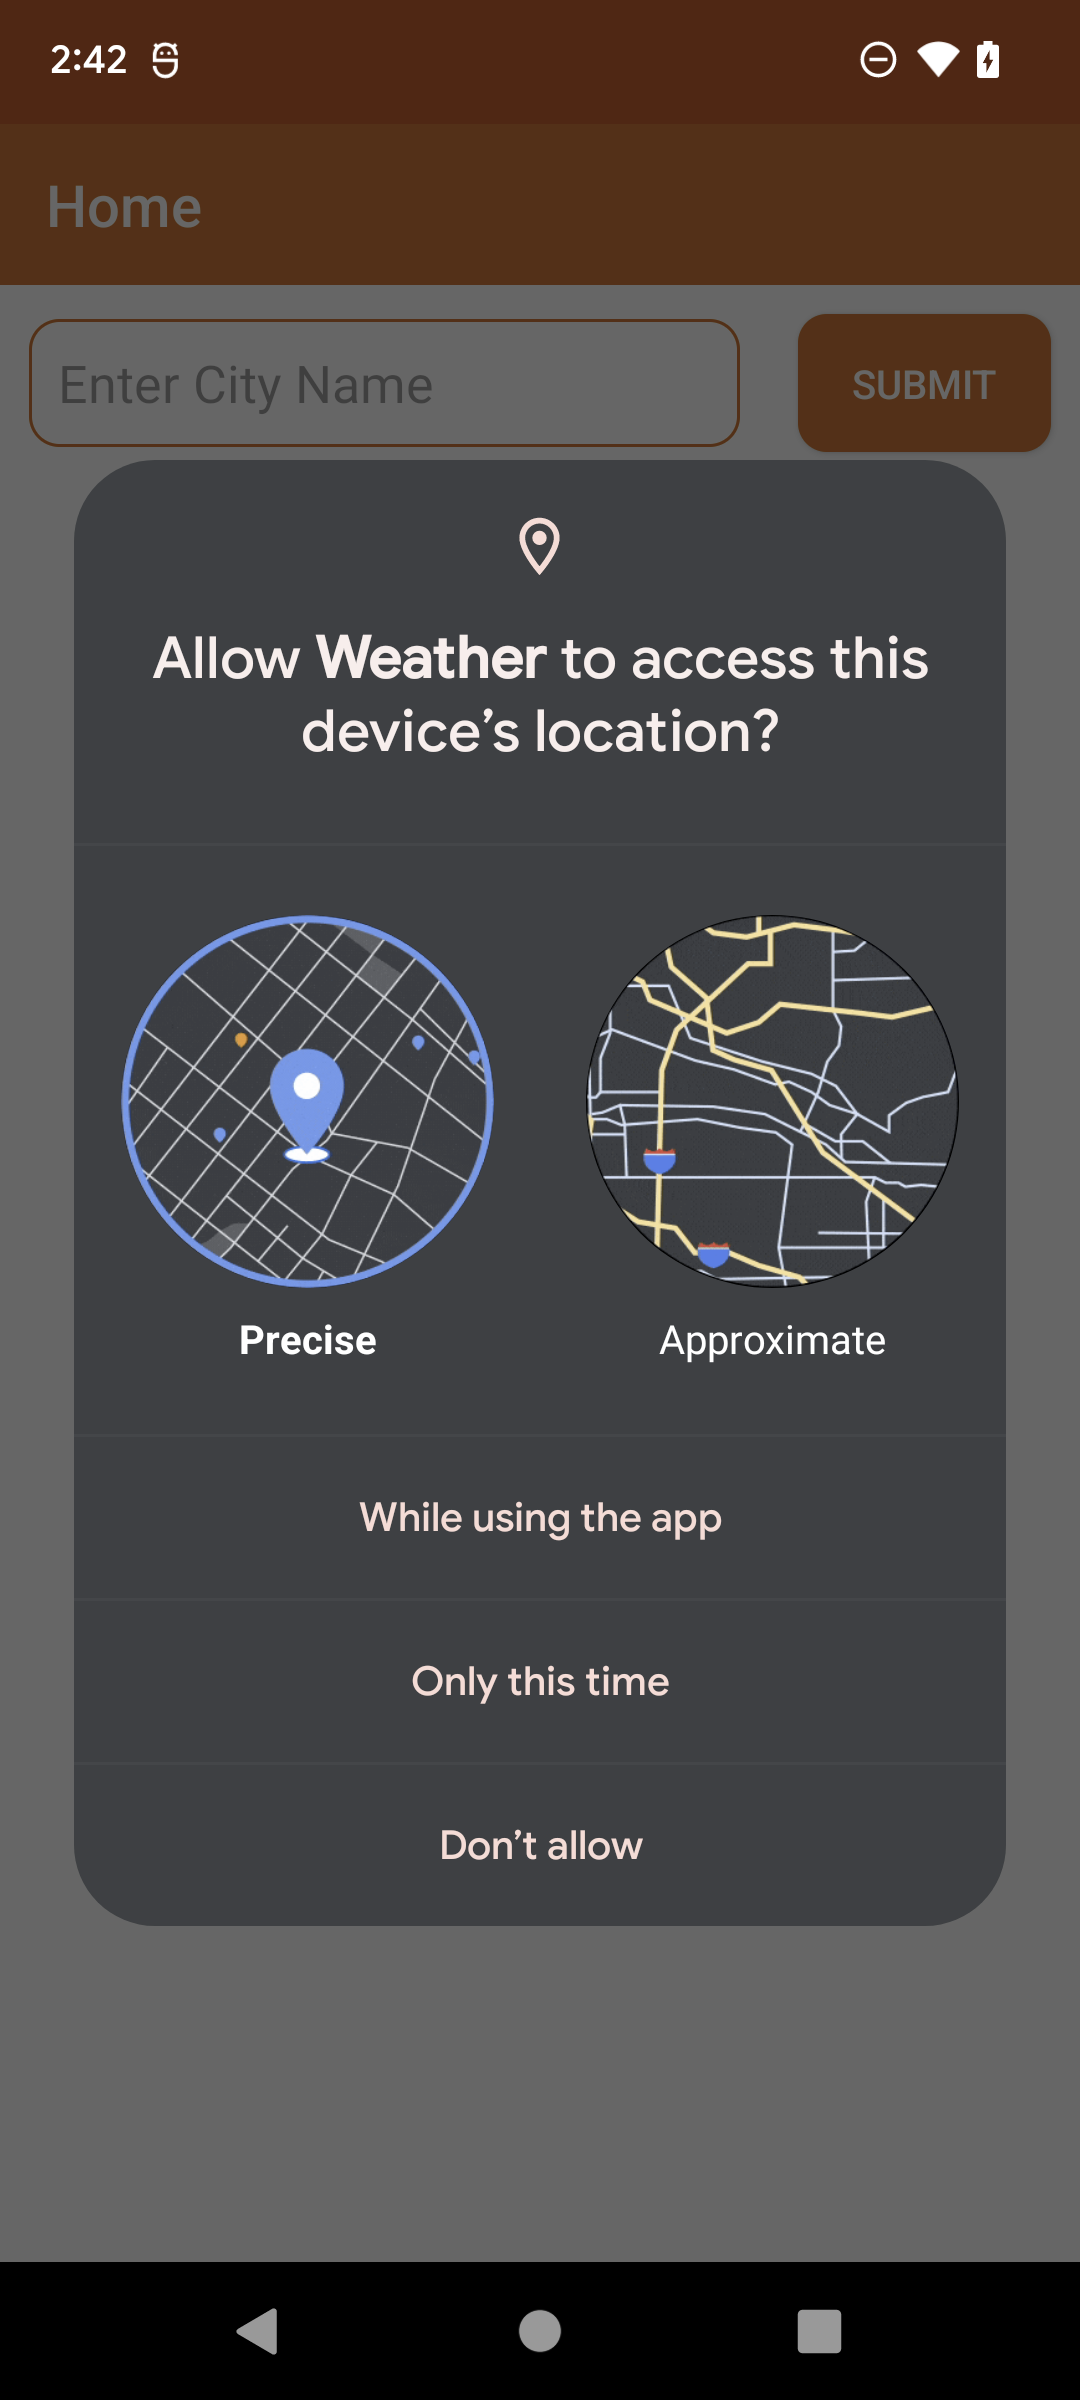 2:42
Home
Enter City Name
SUBMIT
Allow Weather to access this
device’s location?
Precise
Approximate
While using the app
Only this time
Don’t allow